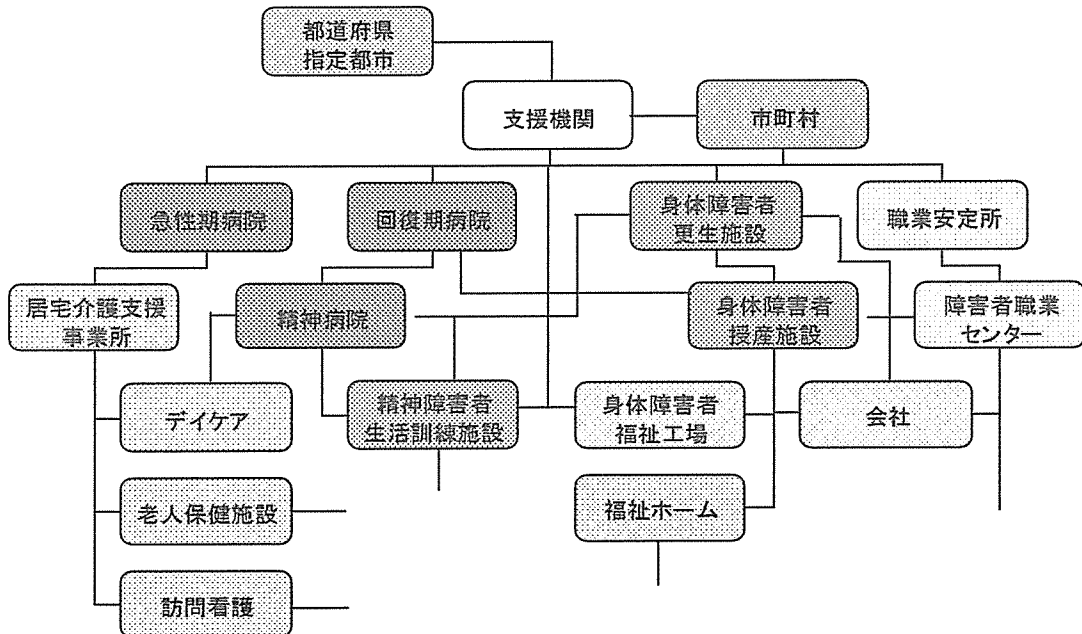 都道府県
指定都市
支援機関
市町村
急性期病院
回復期病院
身体障害者
更生施設
職業安定所
居宅介護支援
事業所
精神病院
身体障害者
授産施設
障害者職業
センター
デイケア
精神障害者
生活訓練施設
身体障害者
福祉工場
会社
老人保健施設
福祉ホーム
訪問看護